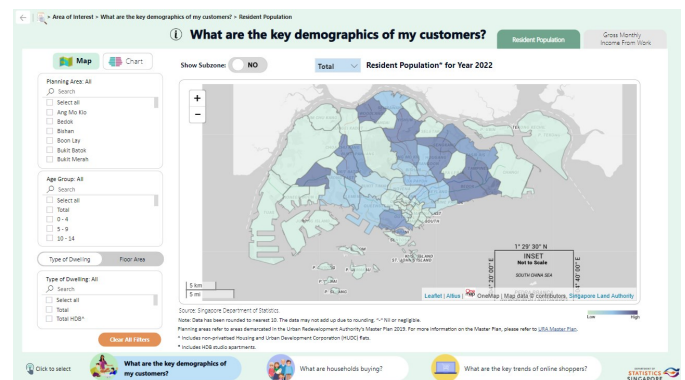 > Area of Interest > What are the key demographics of my customers? > Resident Population
What are the key demographics of my customers?
Resident Population
Gross Monthly
Income From Work
Map
Chart
Show Subzone:
NO
Total
Resident Population* for Year 2022
Planning Area: All
Search
Select all
Ang Mo Kio
Bedok
Bishan
Boon Lay
Bukit Batok
Bukit Merah
Age Group: All
Search
Select all
Total
0 - 4
5 - 9
10 - 14
Type of Dwelling
Floor Area
Type of Dwelling: All
Search
Select all
Total
Total HDB*
Clear All Filters
+
−
1° 29' 30" N
INSET
Not to Scale
SOUTH CHINA SEA
5 km
5 mi
Leaflet | Altius | OneMap | Map data © contributors, Singapore Land Authority
Low
High
Source: Singapore Department of Statistics.
Note: Data has been rounded to nearest 10. The data may not add up due to rounding. "-" Nil or negligible.
Planning areas refer to areas demarcated in the Urban Redevelopment Authority's Master Plan 2019. For more information on the Master Plan, please refer to URA Master Plan.
* Includes non-privatised Housing and Urban Development Corporation (HUDC) flats.
* Includes HDB studio apartments.
Click to select
What are the key demographics of
my customers?
What are households buying?
What are the key trends of online shoppers?
DEPARTMENT OF
STATISTICS
SINGAPORE